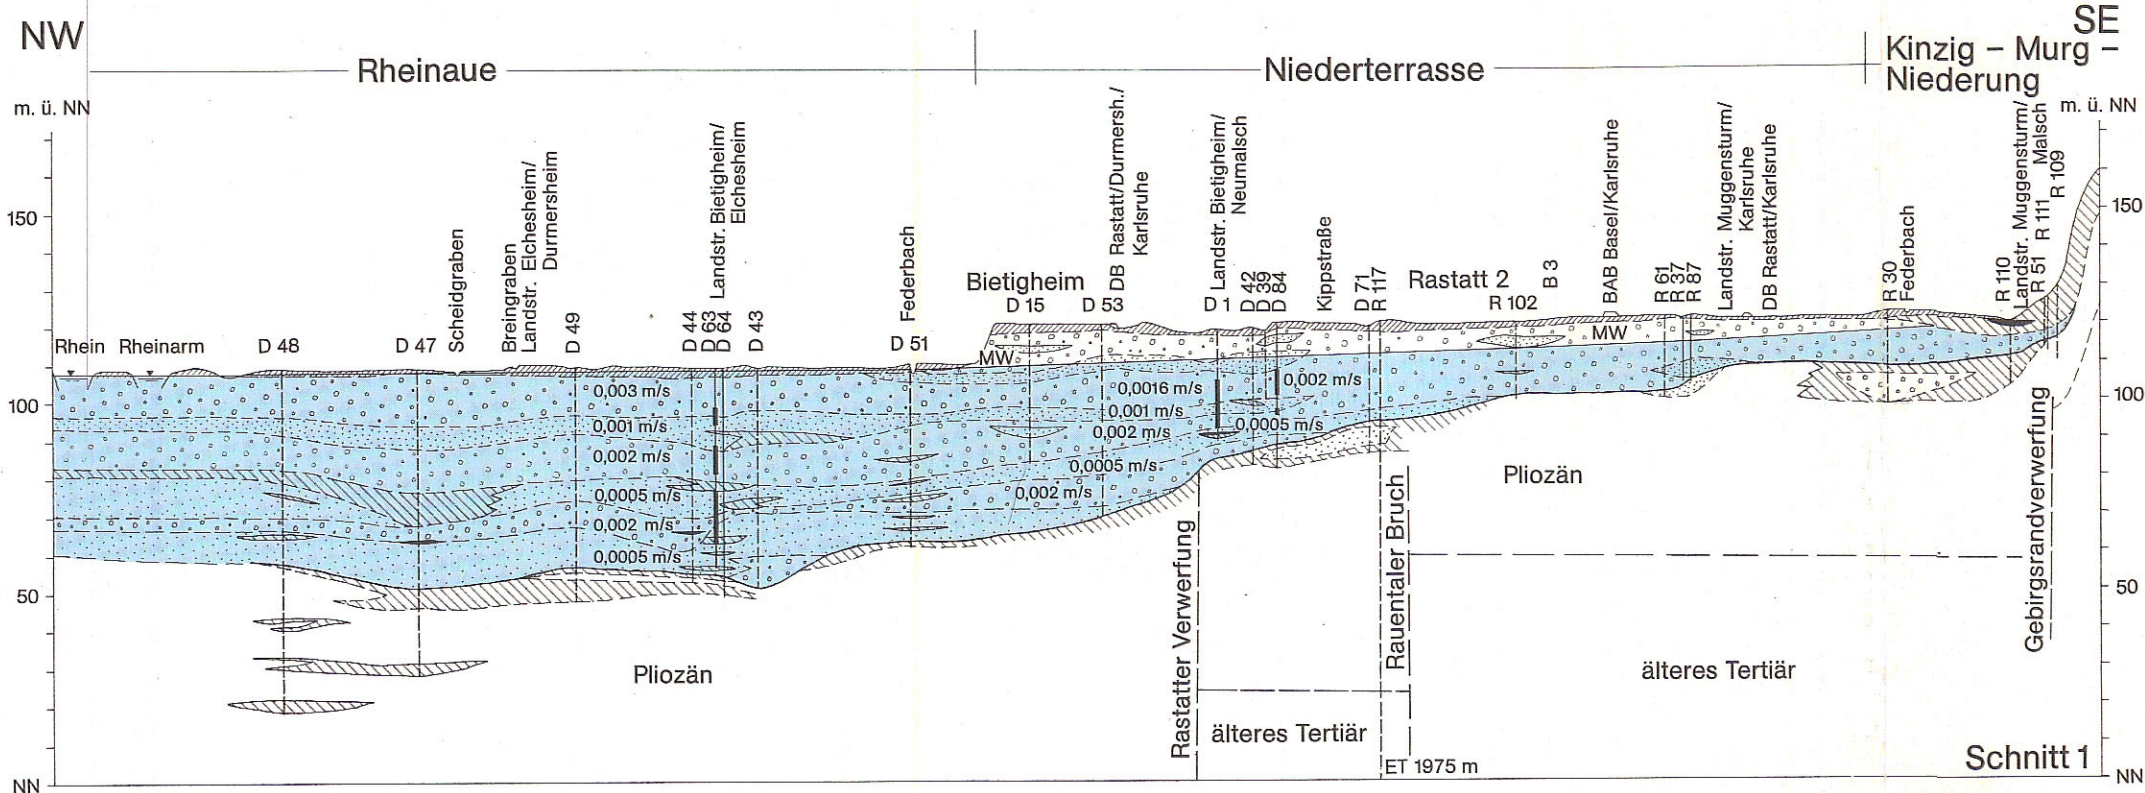 NW
SE
Rheinaue
Niederterrasse
Kinzig – Murg –
Niederung
m. ü. NN
m. ü. NN
150
100
50
NN
150
100
50
NN
Rhein
Rheinarm
D 48
D 47
Scheidgraben
Breingraben
Landstr. Elchesheim/
Durmersheim
D 49
D 44
D 63
D 64
Landstr. Bietigheim/
Elchesheim
D 43
D 51
Federbach
Bietigheim
D 15
D 53
DB Rastatt/Durmersh./
Karlsruhe
D 1
Landstr. Bietigheim/
Neumalsch
D 42
D 39
D 84
Kippstraße
D 71
R 117
Rastatt 2
R 102
B 3
BAB Basel/Karlsruhe
R 61
R 37
R 87
Landstr. Muggensturm/
Karlsruhe
DB Rastatt/Karlsruhe
R 30
Federbach
R 110
Landstr. Muggensturm/
Malsch
R 51
R 111
R 109
MW
MW
0,003 m/s
0,001 m/s
0,002 m/s
0,0005 m/s
0,002 m/s
0,0005 m/s
0,0016 m/s
0,001 m/s
0,002 m/s
0,0005 m/s
0,002 m/s
0,002 m/s
0,0005 m/s
Pliozän
Pliozän
Rastatter Verwerfung
Rauentaler Bruch
Gebirgsrandverwerfung
älteres Tertiär
älteres Tertiär
ET 1975 m
Schnitt 1